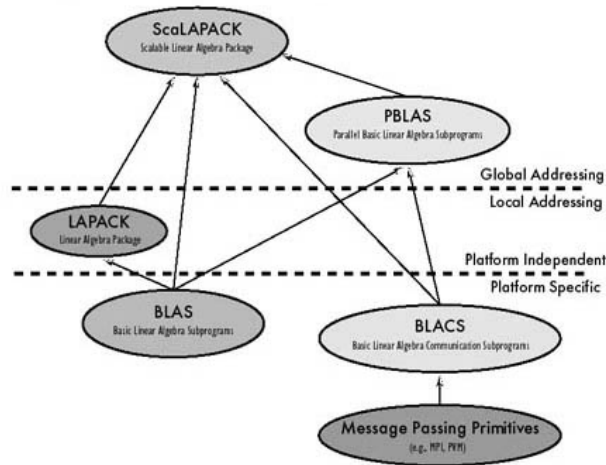 ScaLAPACK
Scalable Linear Algebra Package
PBLAS
Parallel Basic Linear Algebra Subprograms
Global Addressing
Local Addressing
LAPACK
Linear Algebra Package
Platform Independent
Platform Specific
BLAS
Basic Linear Algebra Subprograms
BLACS
Basic Linear Algebra Communication Subprograms
Message Passing Primitives
(e.g., MPI, PVM)